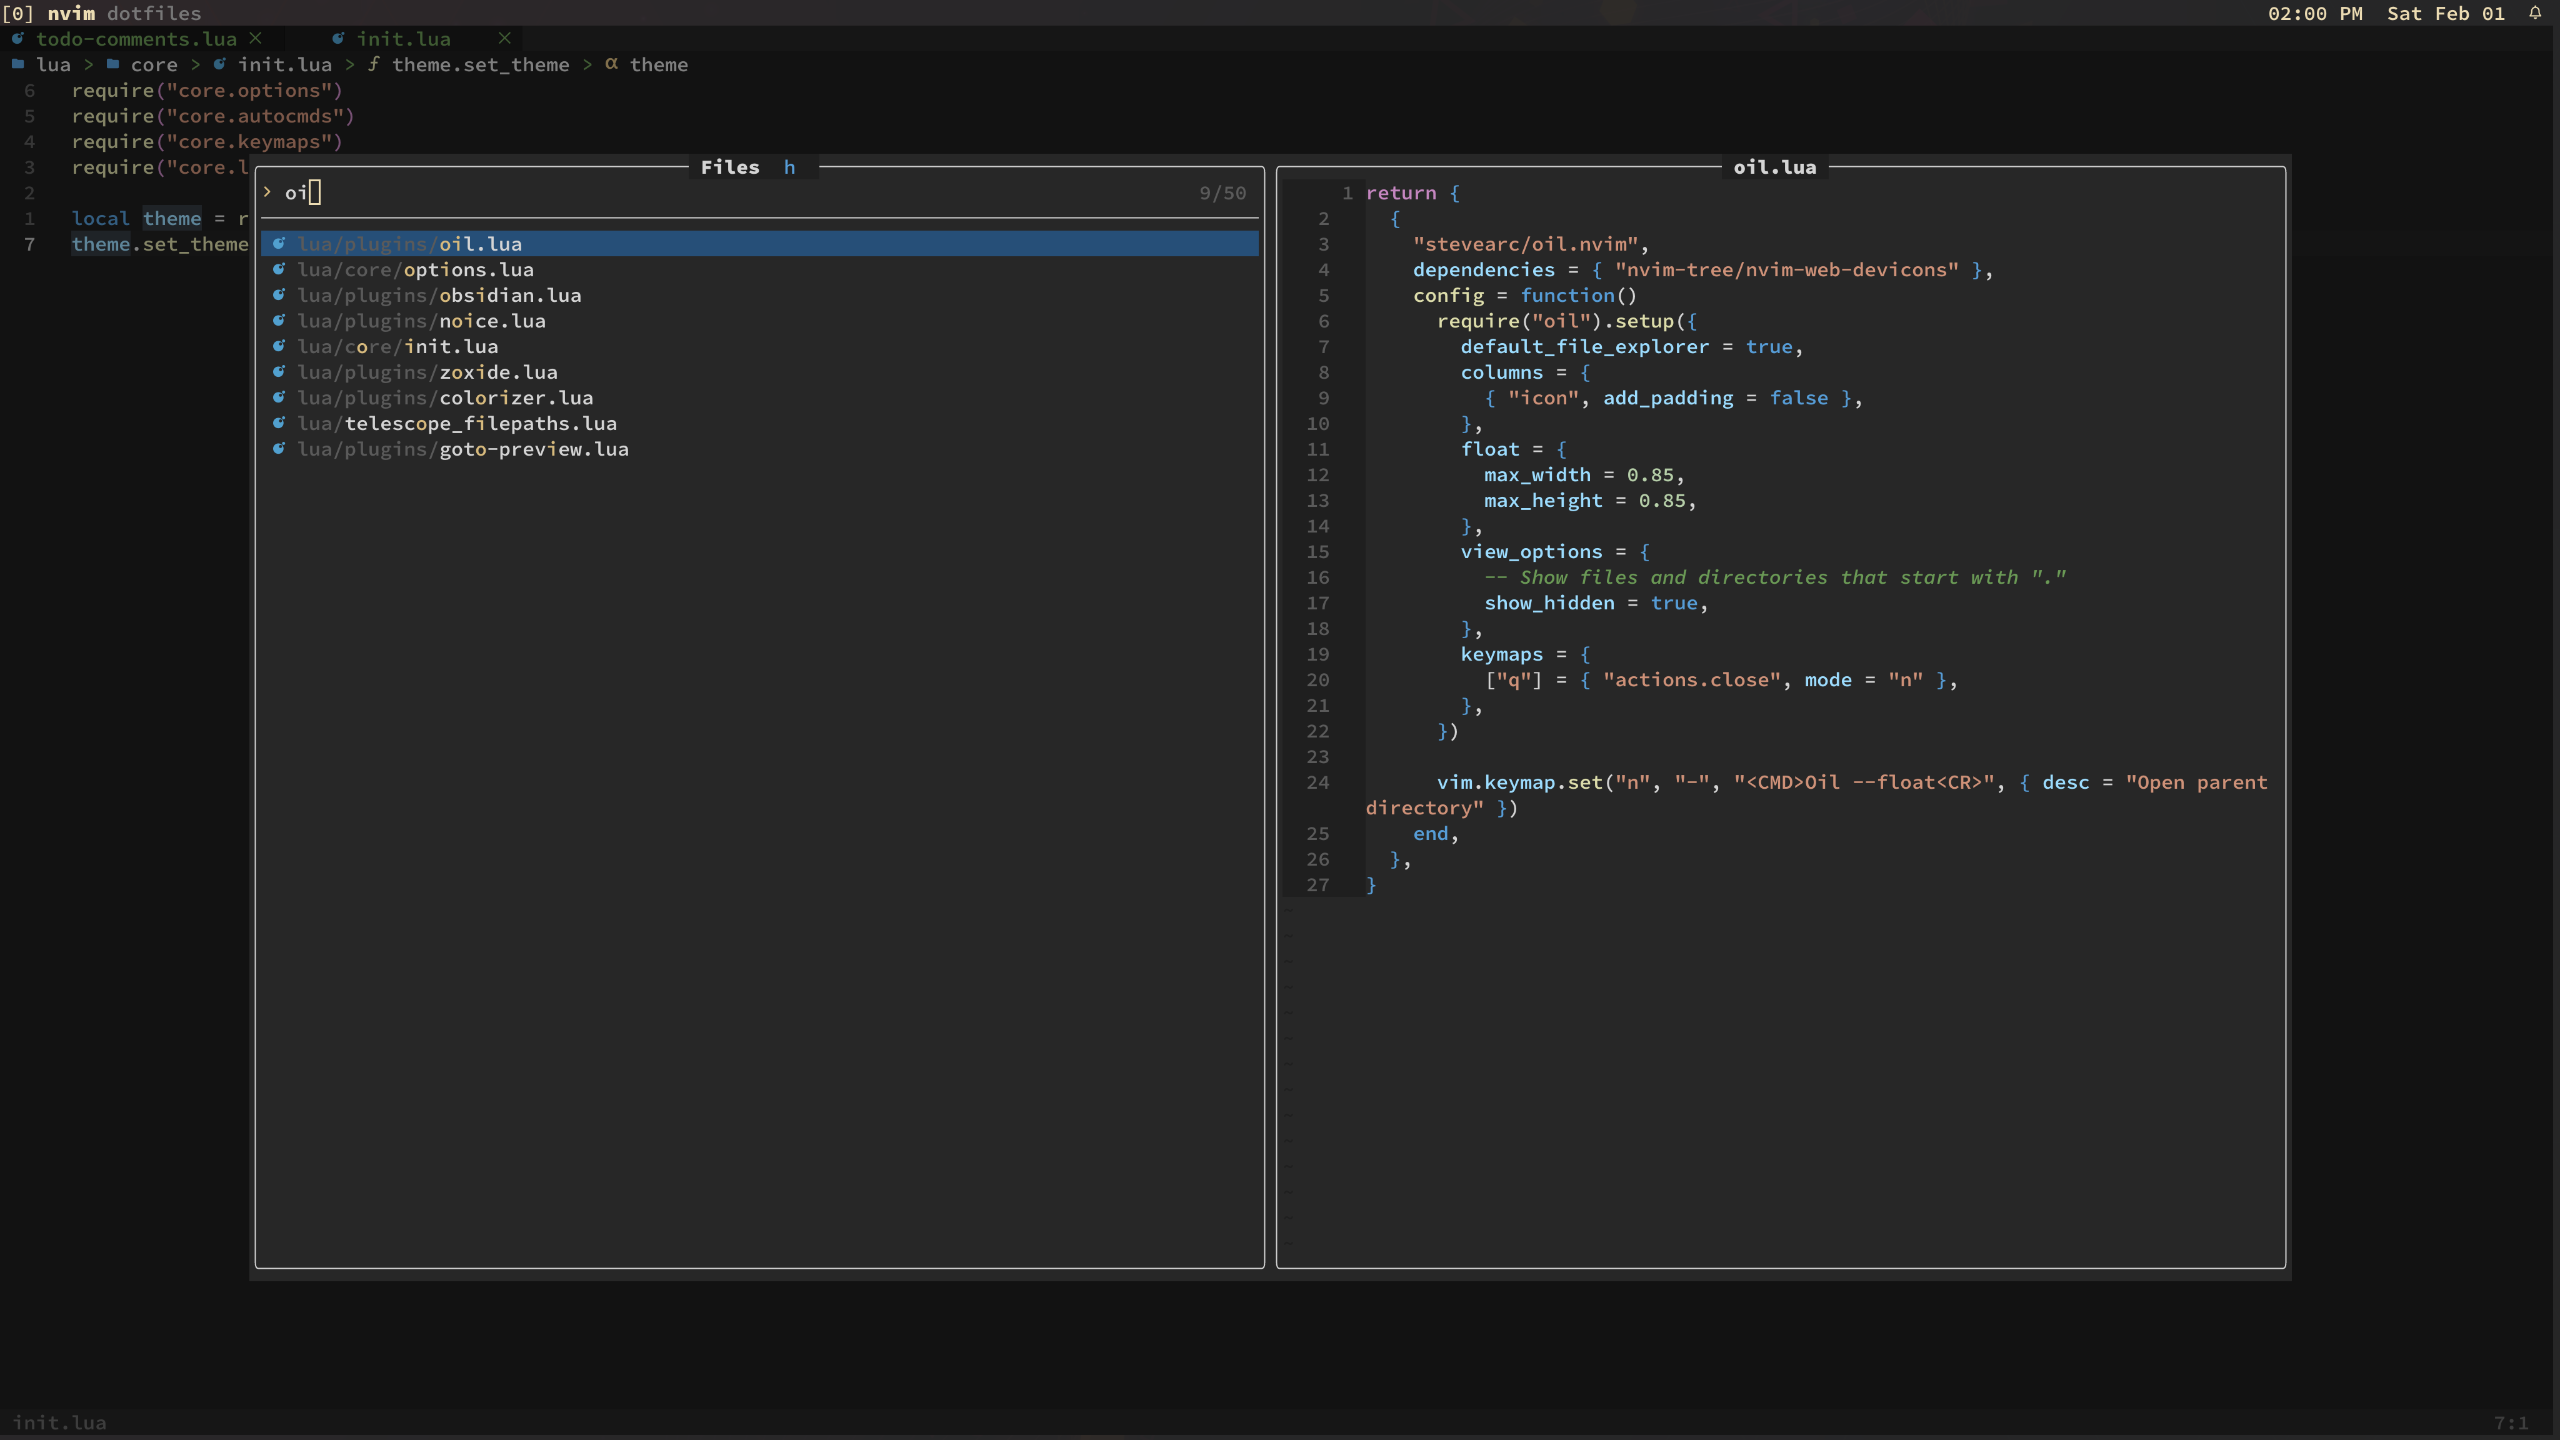 [0] nvim dotfiles
02:00 PM Sat Feb 01
todo-comments.lua init.lua
lua > core > init.lua > f theme.set_theme > α theme
6 require("core.options")
5 require("core.autocmds")
4 require("core.keymaps")
3 require("core.l
2
1 local theme = r
7 theme.set_theme
Files h
> oi 9/50
lua/plugins/oil.lua
lua/core/options.lua
lua/plugins/obsidian.lua
lua/plugins/noice.lua
lua/core/init.lua
lua/plugins/zoxide.lua
lua/plugins/colorizer.lua
lua/telescope_filepaths.lua
lua/plugins/goto-preview.lua
oil.lua
1 return {
2   {
3     "stevearc/oil.nvim",
4     dependencies = { "nvim-tree/nvim-web-devicons" },
5     config = function()
6       require("oil").setup({
7         default_file_explorer = true,
8         columns = {
9           { "icon", add_padding = false },
10         },
11         float = {
12           max_width = 0.85,
13           max_height = 0.85,
14         },
15         view_options = {
16           -- Show files and directories that start with "."
17           show_hidden = true,
18         },
19         keymaps = {
20           ["q"] = { "actions.close", mode = "n" },
21         },
22       })
23
24       vim.keymap.set("n", "-", "<CMD>Oil --float<CR>", { desc = "Open parent
directory" })
25     end,
26   },
27 }
init.lua
7:1